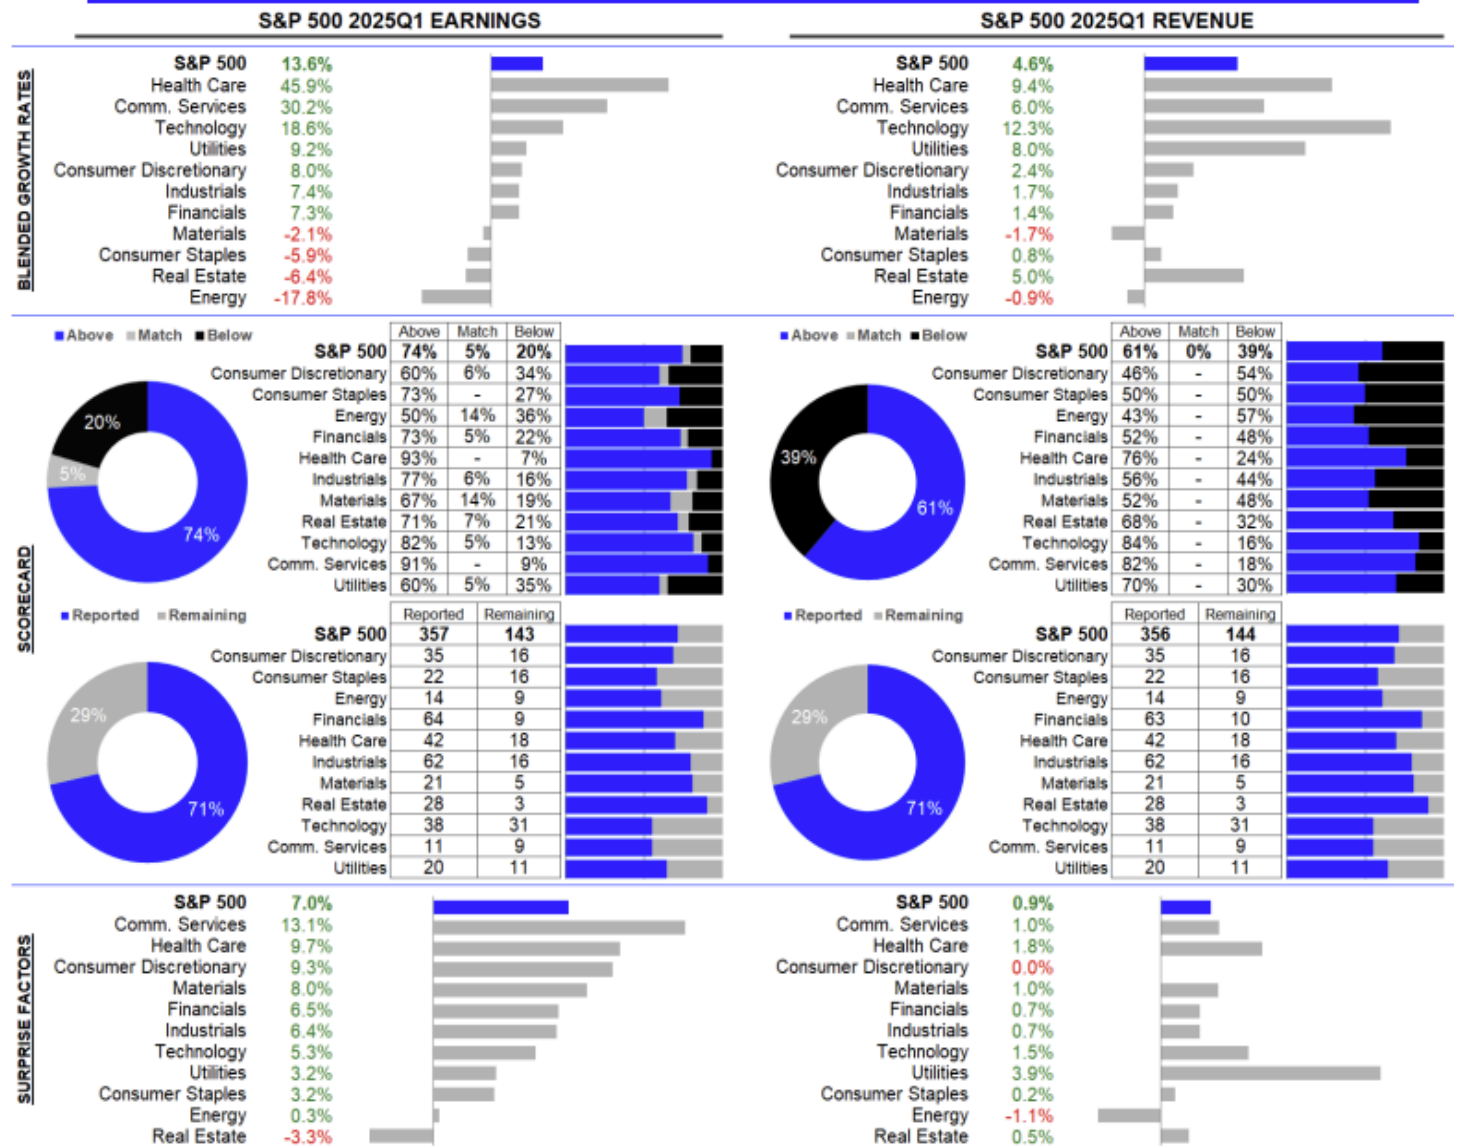 S&P 500 2025Q1 EARNINGS
S&P 500 2025Q1 REVENUE
BLENDED GROWTH RATES
S&P 500 13.6%
Health Care 45.9%
Comm. Services 30.2%
Technology 18.6%
Utilities 9.2%
Consumer Discretionary 8.0%
Industrials 7.4%
Financials 7.3%
Materials -2.1%
Consumer Staples -5.9%
Real Estate -6.4%
Energy -17.8%
S&P 500 4.6%
Health Care 9.4%
Comm. Services 6.0%
Technology 12.3%
Utilities 8.0%
Consumer Discretionary 2.4%
Industrials 1.7%
Financials 1.4%
Materials -1.7%
Consumer Staples 0.8%
Real Estate 5.0%
Energy -0.9%
SCORECARD
Above Match Below
20%
5%
74%
Above Match Below
S&P 500 74% 5% 20%
Consumer Discretionary 60% 6% 34%
Consumer Staples 73% - 27%
Energy 50% 14% 36%
Financials 73% 5% 22%
Health Care 93% - 7%
Industrials 77% 6% 16%
Materials 67% 14% 19%
Real Estate 71% 7% 21%
Technology 82% 5% 13%
Comm. Services 91% - 9%
Utilities 60% 5% 35%
Above Match Below
39%
61%
Above Match Below
S&P 500 61% 0% 39%
Consumer Discretionary 46% - 54%
Consumer Staples 50% - 50%
Energy 43% - 57%
Financials 52% - 48%
Health Care 76% - 24%
Industrials 56% - 44%
Materials 52% - 48%
Real Estate 68% - 32%
Technology 84% - 16%
Comm. Services 82% - 18%
Utilities 70% - 30%
Reported Remaining
29%
71%
Reported Remaining
S&P 500 357 143
Consumer Discretionary 35 16
Consumer Staples 22 16
Energy 14 9
Financials 64 9
Health Care 42 18
Industrials 62 16
Materials 21 5
Real Estate 28 3
Technology 38 31
Comm. Services 11 9
Utilities 20 11
Reported Remaining
29%
71%
Reported Remaining
S&P 500 356 144
Consumer Discretionary 35 16
Consumer Staples 22 16
Energy 14 9
Financials 63 10
Health Care 42 18
Industrials 62 16
Materials 21 5
Real Estate 28 3
Technology 38 31
Comm. Services 11 9
Utilities 20 11
SURPRISE FACTORS
S&P 500 7.0%
Comm. Services 13.1%
Health Care 9.7%
Consumer Discretionary 9.3%
Materials 8.0%
Financials 6.5%
Industrials 6.4%
Technology 5.3%
Utilities 3.2%
Consumer Staples 3.2%
Energy 0.3%
Real Estate -3.3%
S&P 500 0.9%
Comm. Services 1.0%
Health Care 1.8%
Consumer Discretionary 0.0%
Materials 1.0%
Financials 0.7%
Industrials 0.7%
Technology 1.5%
Utilities 3.9%
Consumer Staples 0.2%
Energy -1.1%
Real Estate 0.5%